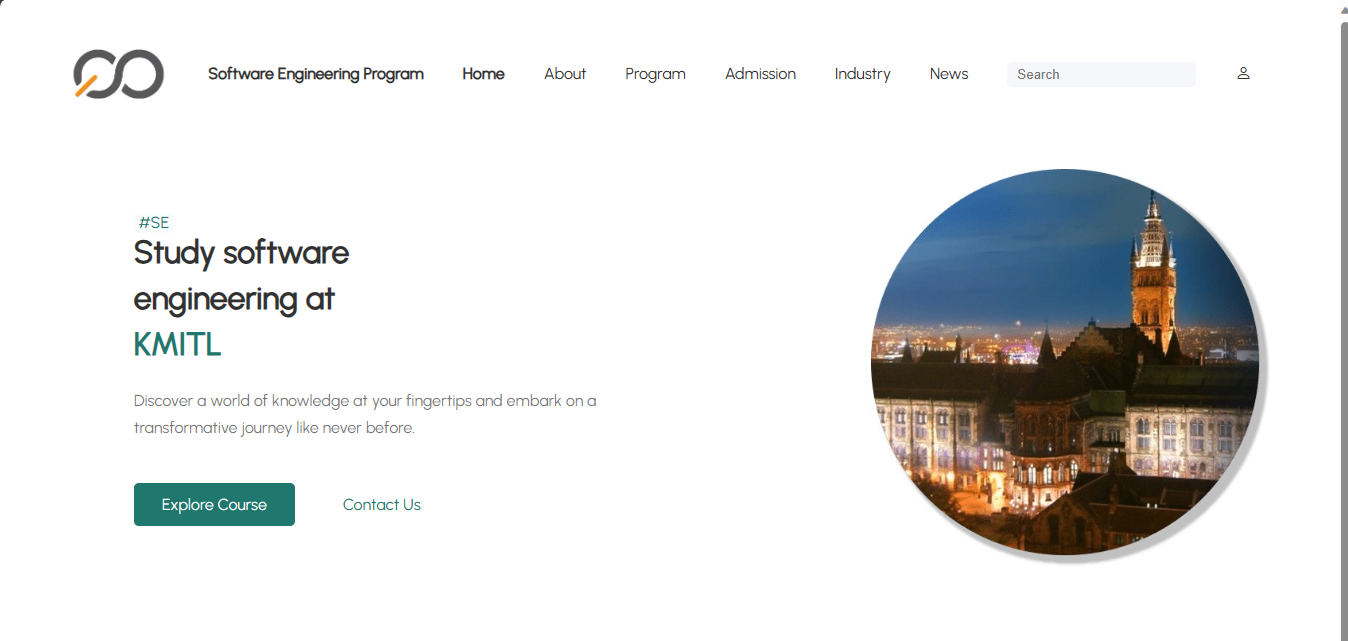 Software Engineering Program Home About Program Admission Industry News Search
#SE
Study software
engineering at
KMITL
Discover a world of knowledge at your fingertips and embark on a
transformative journey like never before.
Explore Course Contact Us